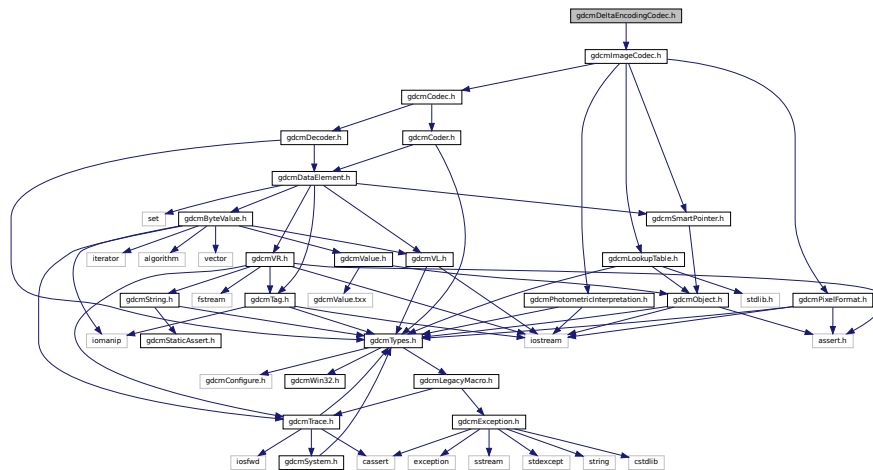 gdcmDeltaEncodingCodec.h
gdcmImageCodec.h
gdcmCodec.h
gdcmDecoder.h
gdcmCoder.h
gdcmDataElement.h
set
gdcmByteValue.h
gdcmSmartPointer.h
iterator
algorithm
vector
gdcmVR.h
gdcmValue.h
gdcmVL.h
gdcmLookupTable.h
gdcmString.h
fstream
gdcmTag.h
gdcmValue.txx
gdcmPhotometricInterpretation.h
gdcmObject.h
stdlib.h
gdcmPixelFormat.h
iomanip
gdcmStaticAssert.h
gdcmTypes.h
iostream
assert.h
gdcmConfigure.h
gdcmWin32.h
gdcmLegacyMacro.h
gdcmTrace.h
gdcmException.h
iosfwd
gdcmSystem.h
cassert
exception
sstream
stdexcept
string
cstdlib